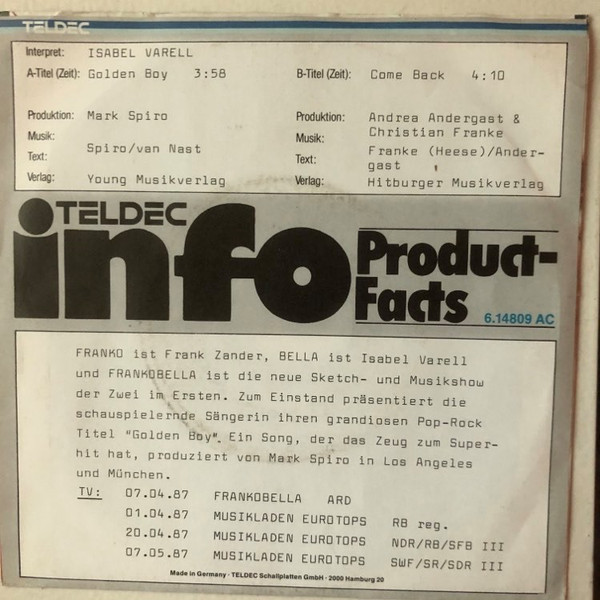 TELDEC
Interpret: ISABEL VARELL
A-Titel (Zeit): Golden Boy 3:58 B-Titel (Zeit): Come Back 4:10
Produktion: Mark Spiro Produktion: Andrea Andergast &
Christian Franke
Musik: Musik:
Spiro/van Nast Franke (Heese)/Ander-
Text: Text: gast
Verlag: Young Musikverlag Verlag: Hitburger Musikverlag
TELDEC
info
Product-
Facts
6.14809 AC
FRANKO ist Frank Zander, BELLA ist Isabel Varell
und FRANKOBELLA ist die neue Sketch- und Musikshow
der Zwei im Ersten. Zum Einstand präsentiert die
schauspielernde Sängerin ihren grandiosen Pop-Rock
Titel "Golden Boy". Ein Song, der das Zeug zum Super-
hit hat, produziert von Mark Spiro in Los Angeles
und München.
TV: 07.04.87 FRANKOBELLA ARD
01.04.87 MUSIKLADEN EUROTOPS RB reg.
20.04.87 MUSIKLADEN EUROTOPS NDR/RB/SFB III
07.05.87 MUSIKLADEN EUROTOPS SWF/SR/SDR III
Made in Germany · TELDEC Schallplatten GmbH · 2000 Hamburg 20